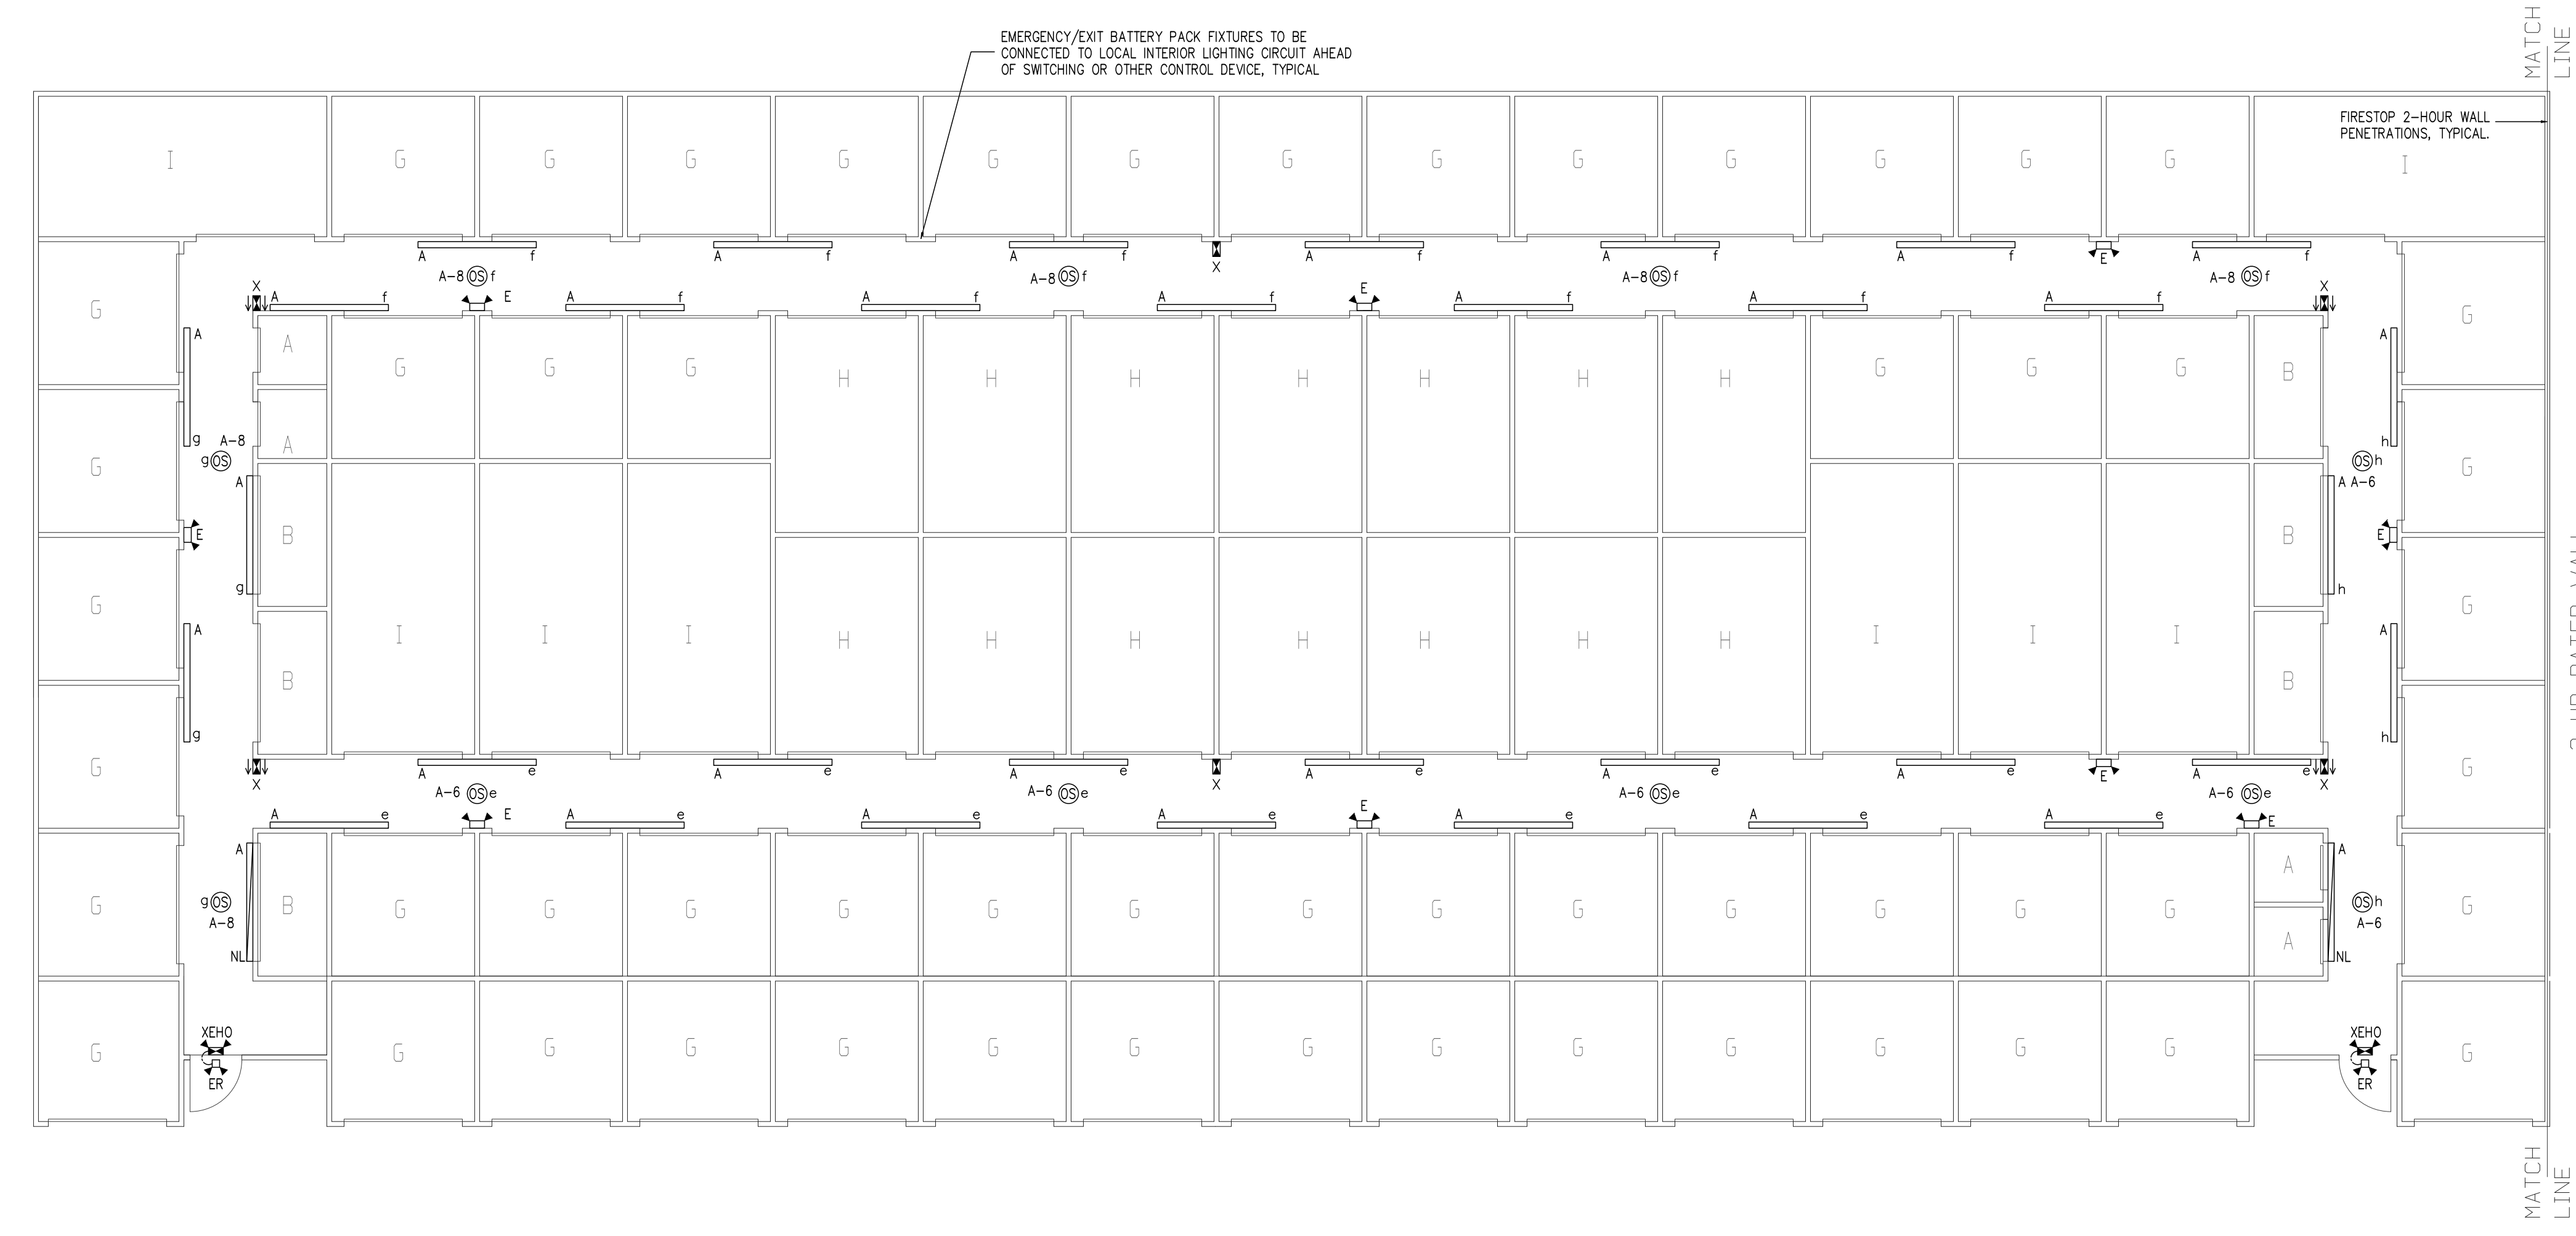 EMERGENCY/EXIT BATTERY PACK FIXTURES TO BE
CONNECTED TO LOCAL INTERIOR LIGHTING CIRCUIT AHEAD
OF SWITCHING OR OTHER CONTROL DEVICE, TYPICAL
MATCH
LINE
FIRESTOP 2-HOUR WALL
PENETRATIONS, TYPICAL.
I G G G G G G G G G G G G G I
A f A f A f X A f A f A f E A f
A-8 OS f A-8 OS f A-8 OS f A-8 OS f
X A f E A f A f A f E A f A f A f X
G A A G G G H H H H H H H G G G B A G
g A-8 h
G g OS A OS h G
A A A-6
E B B E
g h
G A I I I H H H H H H H I I I A G
B B
g h
G G
A e A e A e X A e A e A e E A e
X A-6 OS e A-6 OS e A-6 OS e A-6 OS e X
A e E A e A e A e E A e A e A e E
A A A
G g OS B G G G G G G G G G G G G G OS h G
A-8 A A-6
NL NL
XEHO XEHO
G G G G G G G G G G G G G G G
ER ER
MATCH
LINE